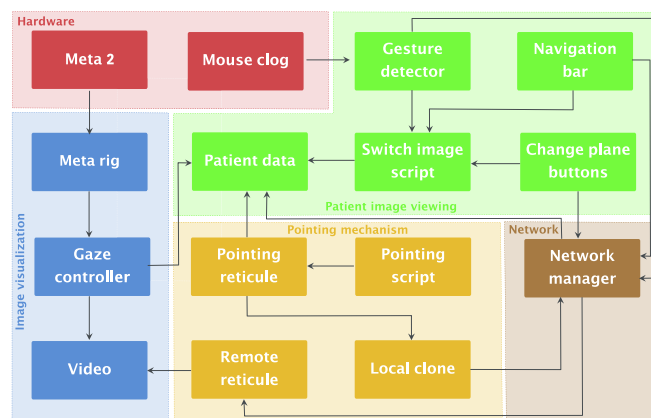 Hardware
Meta 2
Mouse clog
Gesture
detector
Navigation
bar
Meta rig
Patient data
Switch image
script
Change plane
buttons
Patient image viewing
Image visualization
Pointing mechanism
Network
Gaze
controller
Pointing
reticule
Pointing
script
Network
manager
Video
Remote
reticule
Local clone